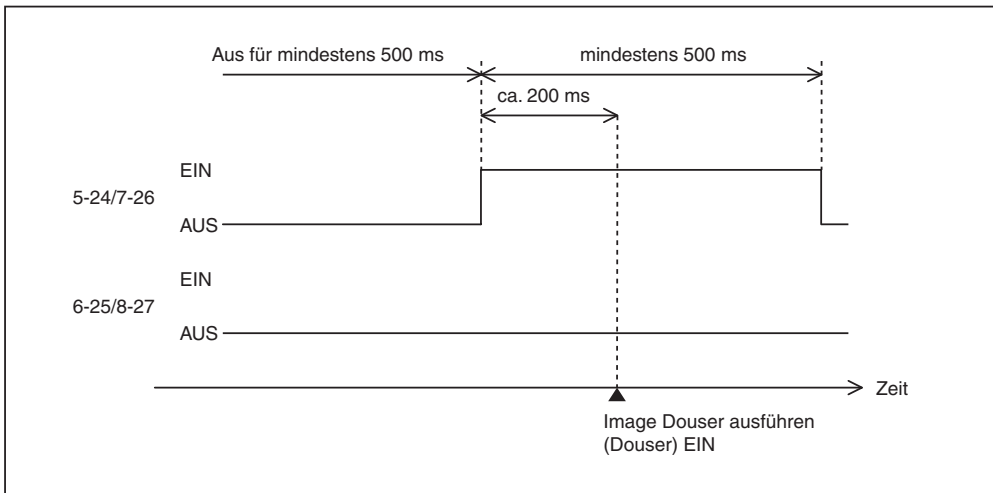 Aus für mindestens 500 ms
mindestens 500 ms
ca. 200 ms
EIN
5-24/7-26
AUS
EIN
6-25/8-27
AUS
Zeit
Image Douser ausführen
(Douser) EIN